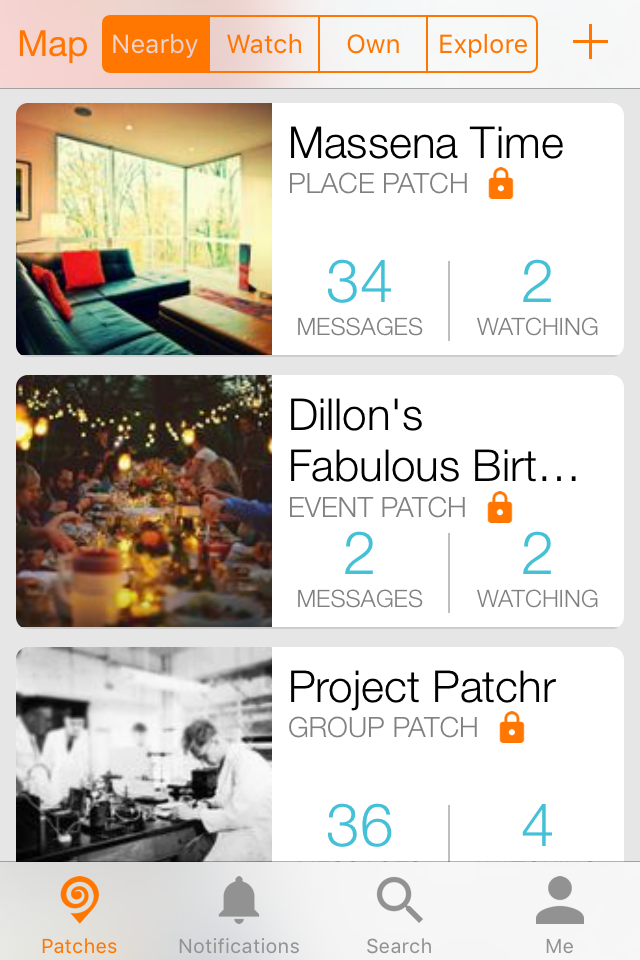 Map Nearby Watch Own Explore
Massena Time
PLACE PATCH
34 2
MESSAGES WATCHING
Dillon's
Fabulous Birt...
EVENT PATCH
2 2
MESSAGES WATCHING
Project Patchr
GROUP PATCH
36 4
Patches Notifications Search Me